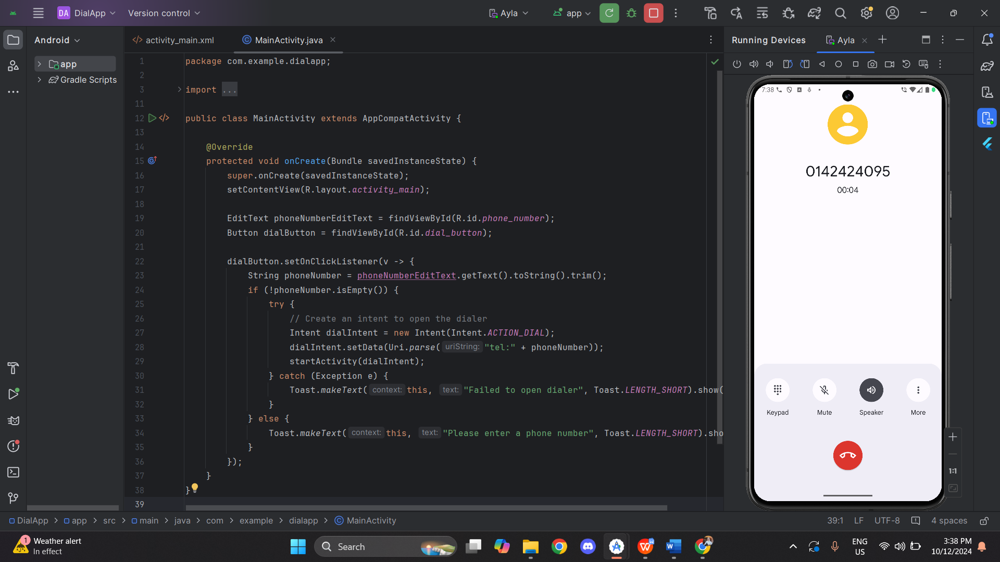 DA DialApp Version control Ayla app
Android
app
Gradle Scripts
activity_main.xml MainActivity.java
1 package com.example.dialapp;
2
3 import ...
11
12 public class MainActivity extends AppCompatActivity {
13
14 @Override
15 protected void onCreate(Bundle savedInstanceState) {
16 super.onCreate(savedInstanceState);
17 setContentView(R.layout.activity_main);
18
19 EditText phoneNumberEditText = findViewById(R.id.phone_number);
20 Button dialButton = findViewById(R.id.dial_button);
21
22 dialButton.setOnClickListener(v -> {
23 String phoneNumber = phoneNumberEditText.getText().toString().trim();
24 if (!phoneNumber.isEmpty()) {
25 try {
26 // Create an intent to open the dialer
27 Intent dialIntent = new Intent(Intent.ACTION_DIAL);
28 dialIntent.setData(Uri.parse( uriString: "tel:" + phoneNumber));
29 startActivity(dialIntent);
30 } catch (Exception e) {
31 Toast.makeText( context: this, text: "Failed to open dialer", Toast.LENGTH_SHORT).show(
32 }
33 } else {
34 Toast.makeText( context: this, text: "Please enter a phone number", Toast.LENGTH_SHORT).sho
35 }
36 });
37 }
38 }
39
Running Devices Ayla
7:38
0142424095
00:04
Keypad Mute Speaker More
1:1
DialApp > app > src > main > java > com > example > dialapp > MainActivity
39:1 LF UTF-8 4 spaces
1 Weather alert
In effect
Search
ENG
US
3:38 PM
10/12/2024